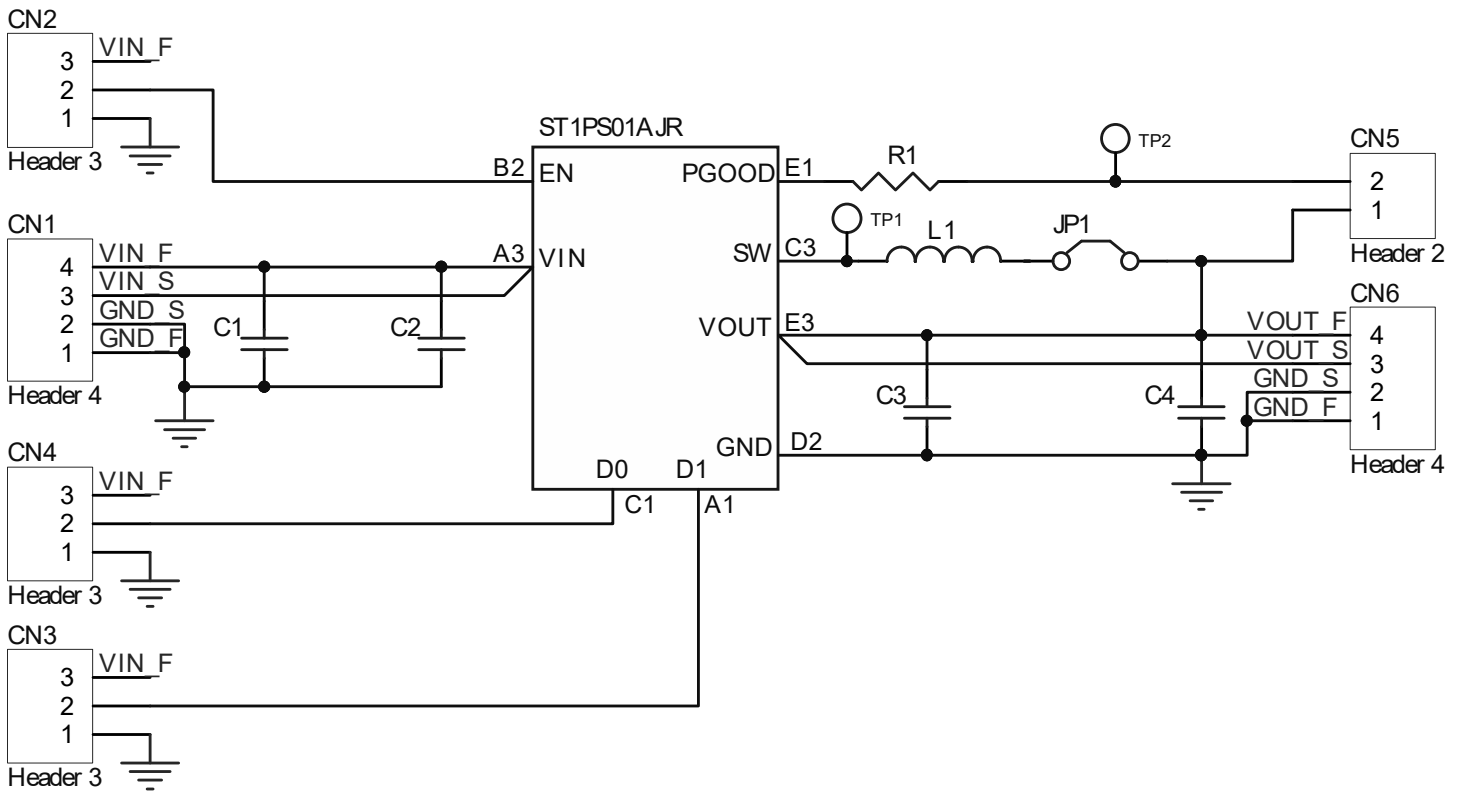 CN2
VIN_F
3
2
1
Header 3
CN1
VIN_F
4
VIN_S
3
GND_S
2
GND_F
1
Header 4
C1
C2
CN4
VIN_F
3
2
1
Header 3
CN3
VIN_F
3
2
1
Header 3
ST1PS01AJR
B2
EN
A3
VIN
PGOOD
E1
SW
C3
VOUT
E3
GND
D2
D0
D1
C1
A1
R1
TP2
TP1
L1
JP1
C3
C4
CN5
2
1
Header 2
CN6
VOUT_F
4
VOUT_S
3
GND_S
2
GND_F
1
Header 4